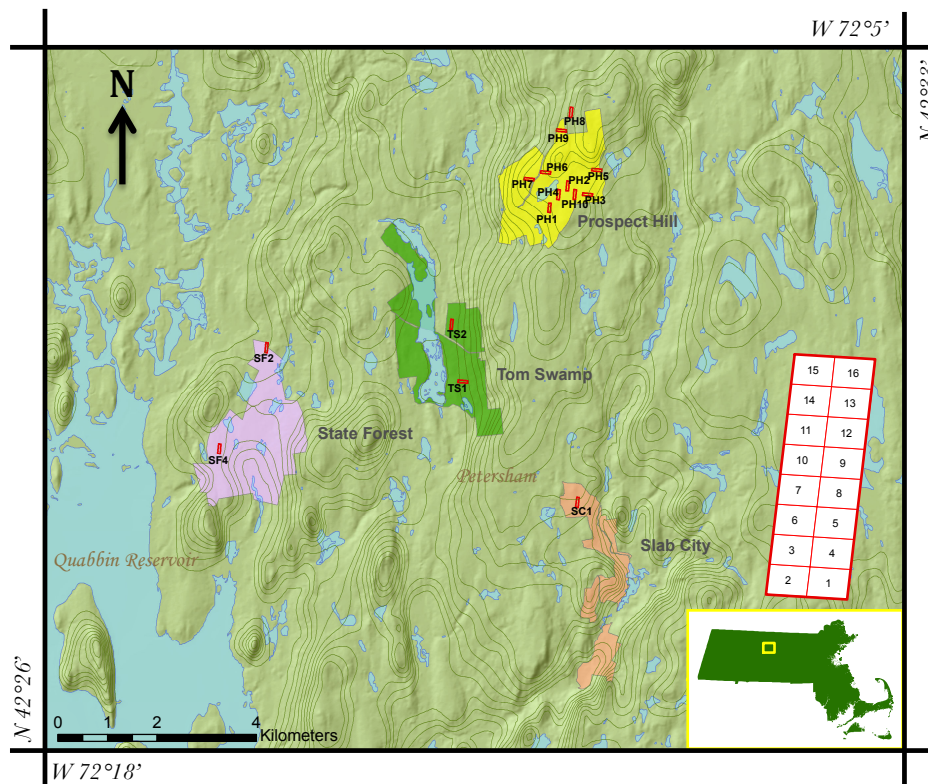 W 72°5’
N 42°33’
N
PH8
PH9
PH6
PH7
PH2
PH5
PH4
PH10
PH3
PH1
Prospect Hill
TS2
SF2
TS1
Tom Swamp
State Forest
SF4
Petersham
SC1
Slab City
Quabbin Reservoir
15 16
14 13
11 12
10 9
7 8
6 5
3 4
2 1
N 42°26’
0 1 2 4
Kilometers
W 72°18’